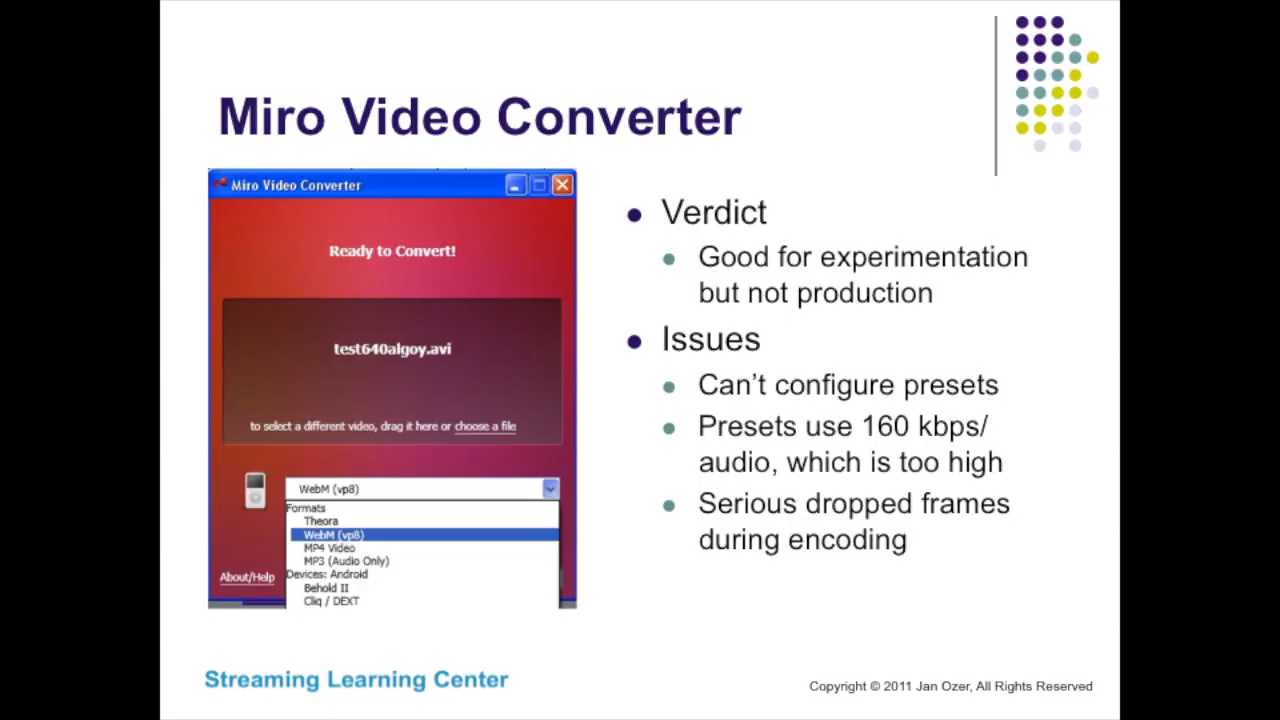 Miro Video Converter
Miro Video Converter
Ready to Convert!
test640algoy.avi
to select a different video, drag it here or choose a file
WebM (vp8)
Formats
Theora
WebM (vp8)
MP4 Video
MP3 (Audio Only)
Devices: Android
Behold II
Cliq / DEXT
About/Help
Verdict
Good for experimentation
but not production
Issues
Can't configure presets
Presets use 160 kbps/
audio, which is too high
Serious dropped frames
during encoding
Streaming Learning Center
Copyright © 2011 Jan Ozer, All Rights Reserved